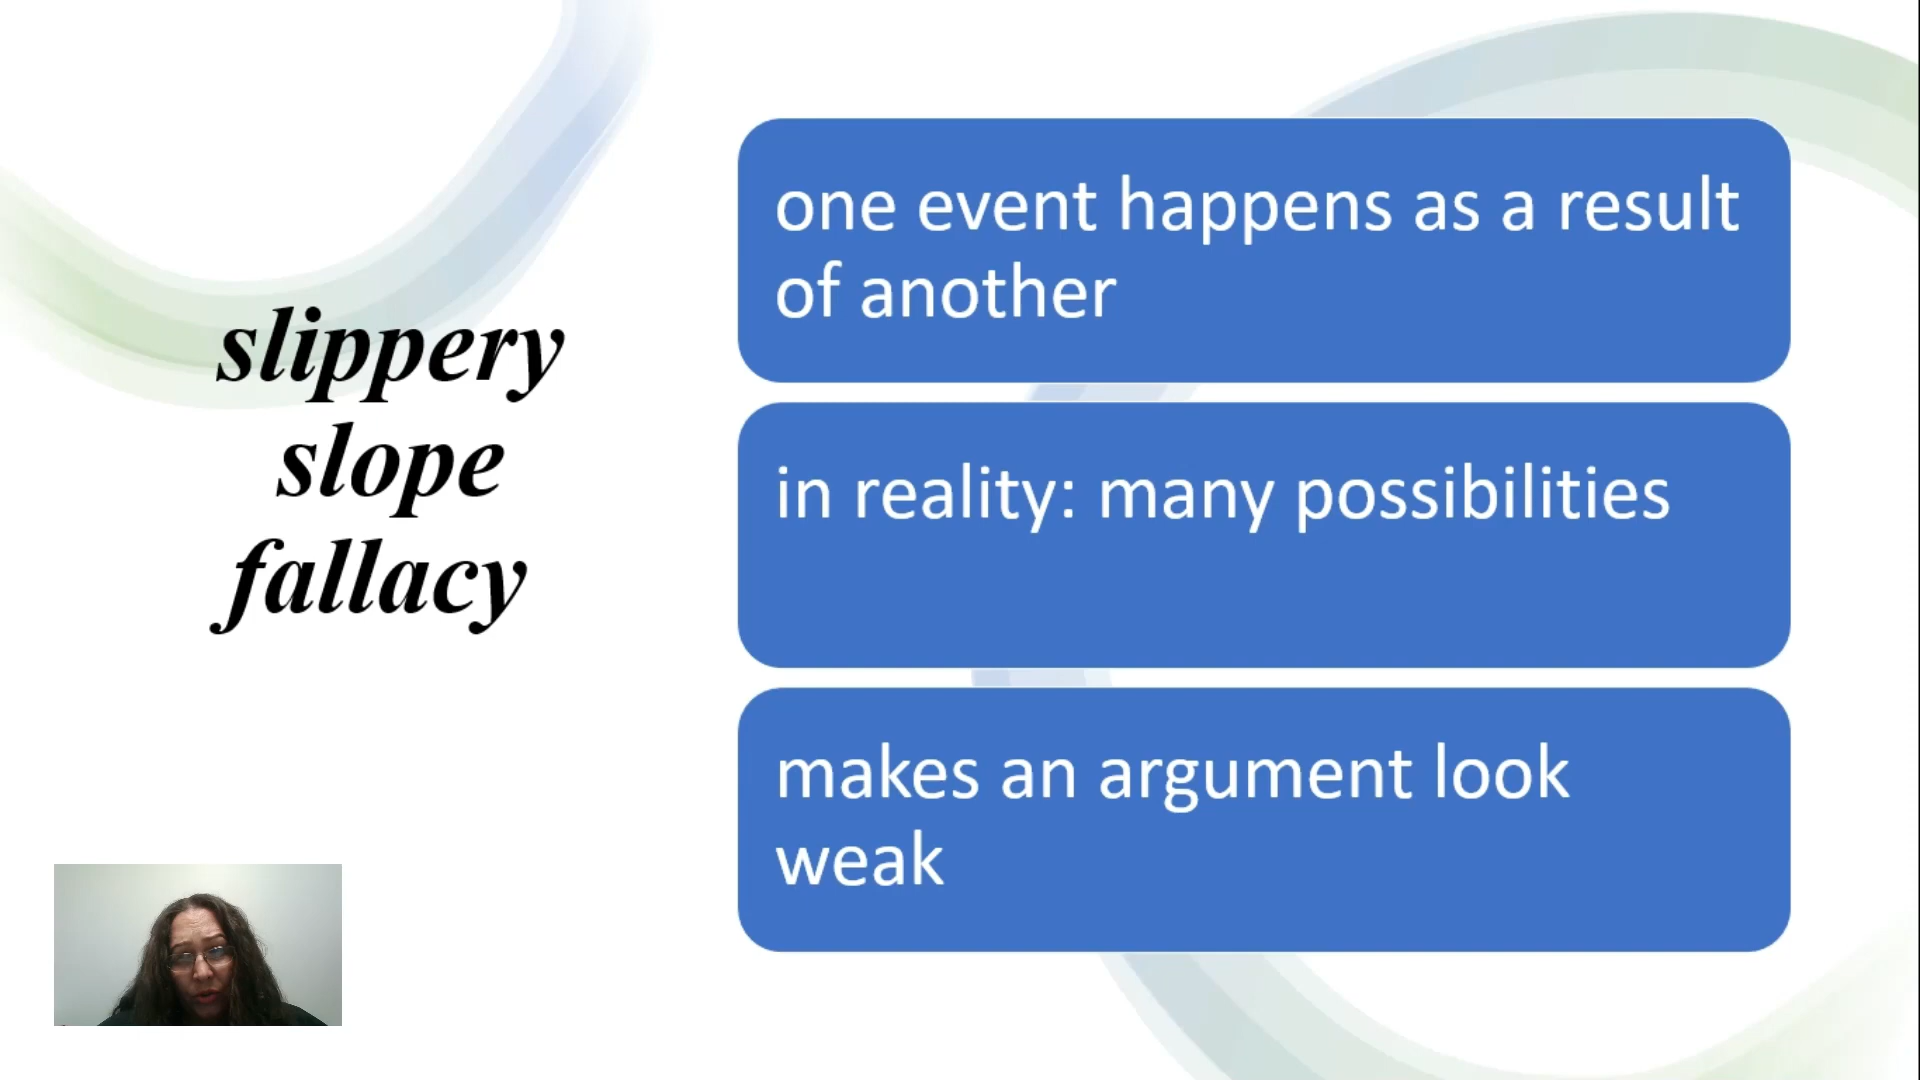 slippery
slope
fallacy
one event happens as a result
of another
in reality: many possibilities
makes an argument look
weak